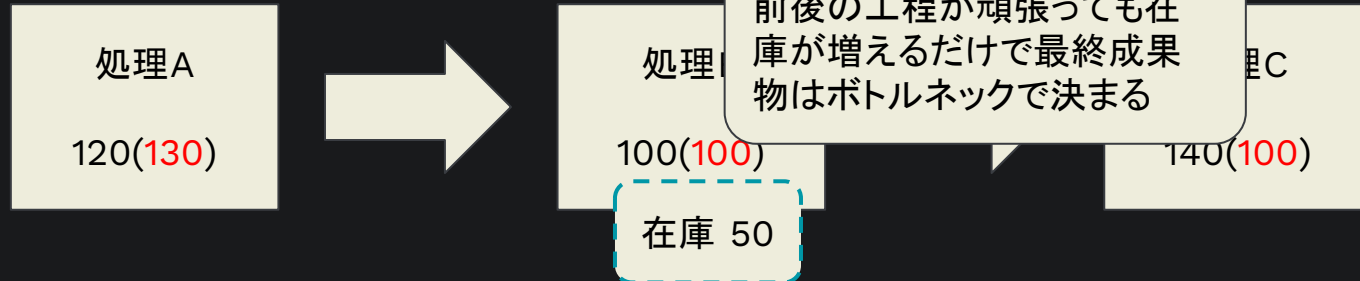 処理A
120(130)
処理
100(100)
在庫 50
前後の工程が頑張っても在
庫が増えるだけで最終成果
物はボトルネックで決まる
理C
140(100)